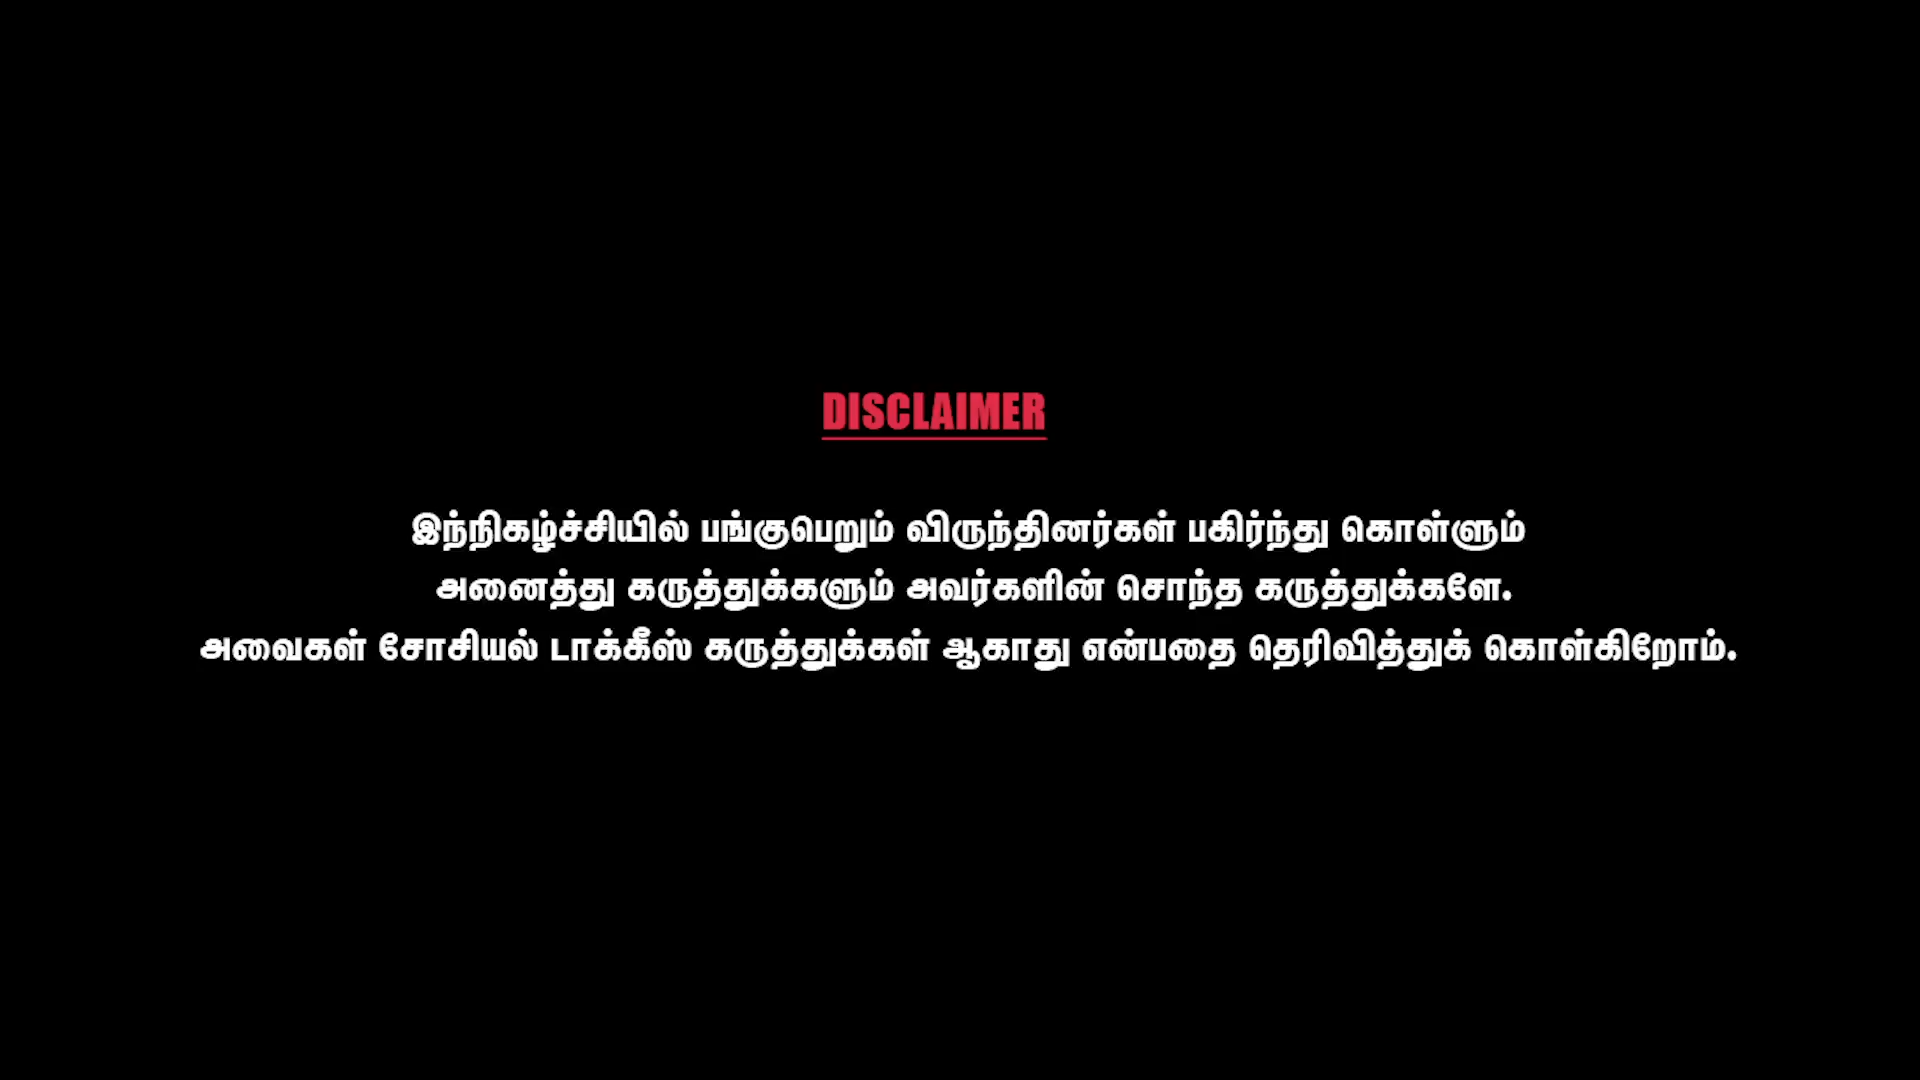 DISCLAIMER
இந்நிகழ்ச்சியில் பங்குபெறும் விருந்தினர்கள் பகிர்ந்து கொள்ளும்
அனைத்து கருத்துக்களும் அவர்களின் சொந்த கருத்துக்களே.
அவைகள் சோசியல் டாக்கீஸ் கருத்துக்கள் ஆகாது என்பதை தெரிவித்துக் கொள்கிறோம்.